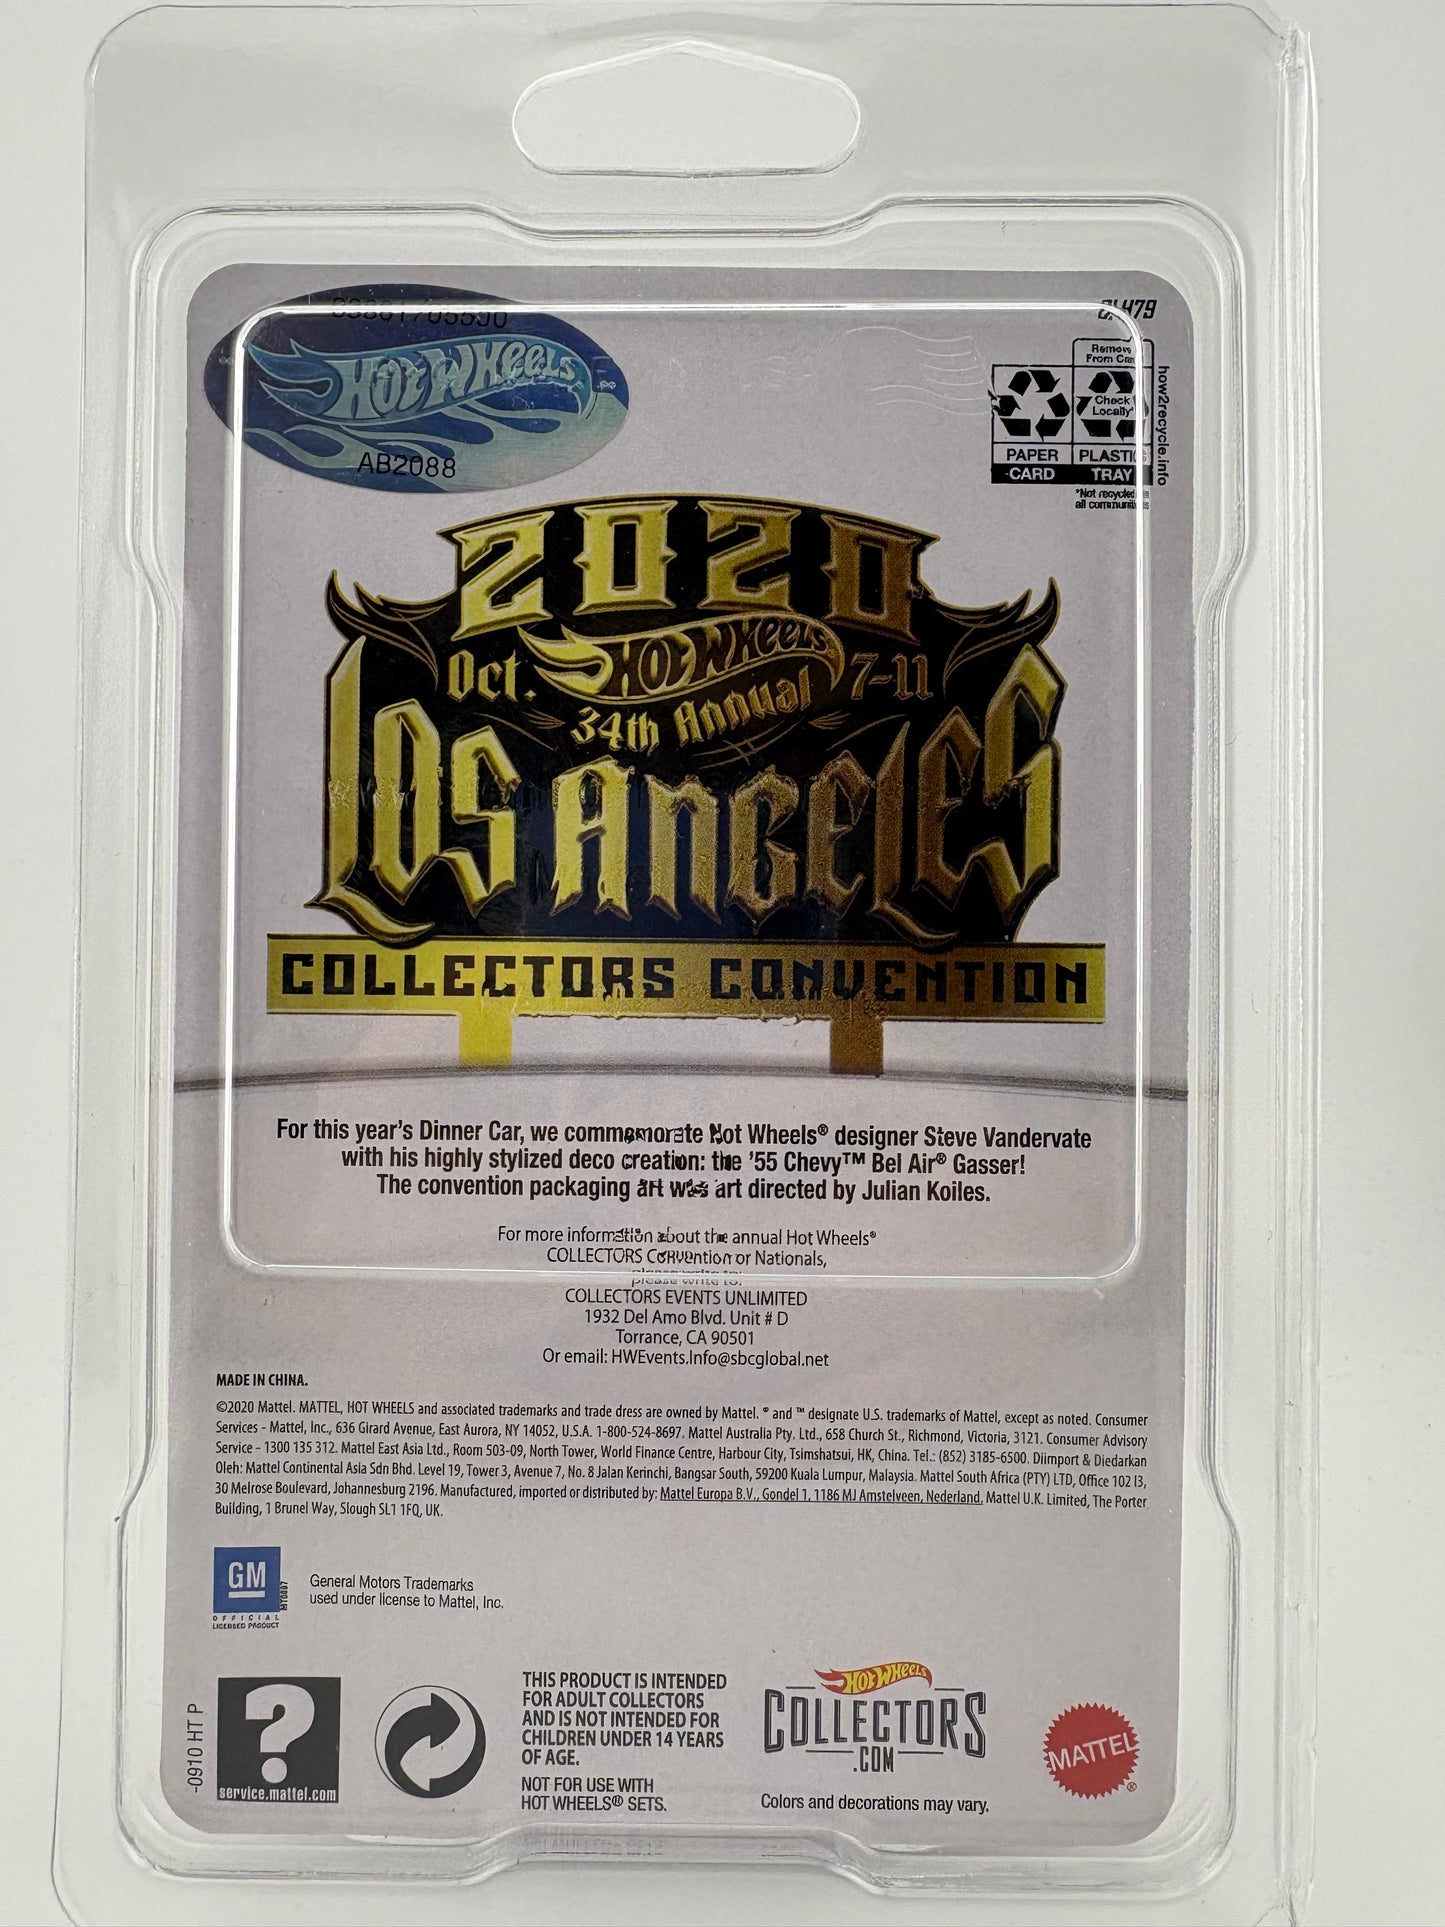 HOT WHEELS
AB2088
Remove
From Card
how2recycle.info
Check
Locally*
PAPER
PLASTIC
CARD
TRAY
*Not recycled in
all communities
2020
Oct.
HOT WHEELS
7-11
34th Annual
LOS ANGELES
COLLECTORS CONVENTION
For this year's Dinner Car, we commemorate Hot Wheels® designer Steve Vandervate
with his highly stylized deco creation: the '55 Chevy™ Bel Air® Gasser!
The convention packaging art was art directed by Julian Koiles.
For more information about the annual Hot Wheels®
COLLECTORS Convention or Nationals,
please write to:
COLLECTORS EVENTS UNLIMITED
1932 Del Amo Blvd. Unit # D
Torrance, CA 90501
Or email: HWEvents.Info@sbcglobal.net
MADE IN CHINA.
©2020 Mattel. MATTEL, HOT WHEELS and associated trademarks and trade dress are owned by Mattel. ® and ™ designate U.S. trademarks of Mattel, except as noted. Consumer
Services - Mattel, Inc., 636 Girard Avenue, East Aurora, NY 14052, U.S.A. 1-800-524-8697. Mattel Australia Pty. Ltd., 658 Church St., Richmond, Victoria, 3121. Consumer Advisory
Service - 1300 135 312. Mattel East Asia Ltd., Room 503-09, North Tower, World Finance Centre, Harbour City, Tsimshatsui, HK, China. Tel.: (852) 3185-6500. Diimport & Diedarkan
Oleh: Mattel Continental Asia Sdn Bhd. Level 19, Tower 3, Avenue 7, No. 8 Jalan Kerinchi, Bangsar South, 59200 Kuala Lumpur, Malaysia. Mattel South Africa (PTY) LTD, Office 102 I3,
30 Melrose Boulevard, Johannesburg 2196. Manufactured, imported or distributed by: Mattel Europa B.V., Gondel 1, 1186 MJ Amstelveen, Nederland. Mattel U.K. Limited, The Porter
Building, 1 Brunel Way, Slough SL1 1FQ, UK.
GM
OFFICIAL
LICENSED PRODUCT
General Motors Trademarks
used under license to Mattel, Inc.
-0910 HT P
?
service.mattel.com
THIS PRODUCT IS INTENDED
FOR ADULT COLLECTORS
AND IS NOT INTENDED FOR
CHILDREN UNDER 14 YEARS
OF AGE.
NOT FOR USE WITH
HOT WHEELS® SETS.
HOT WHEELS
COLLECTORS
.COM
Colors and decorations may vary.
MATTEL®